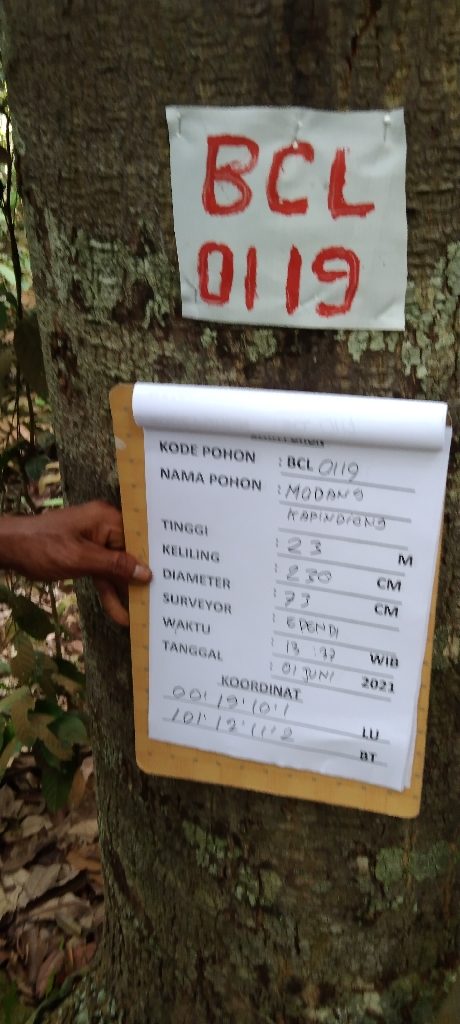 BCL
0119
KODE POHON : BCL 0119
NAMA POHON : MODANG
KAPINDIONG
TINGGI : 23 M
KELILING : 230 CM
DIAMETER : 73 CM
SURVEYOR : EPENDI
WAKTU : 13:37 WIB
TANGGAL : 01 JUNI 2021
KOORDINAT
00' 19' 10' 1 LU
101' 12' 11' 2 BT